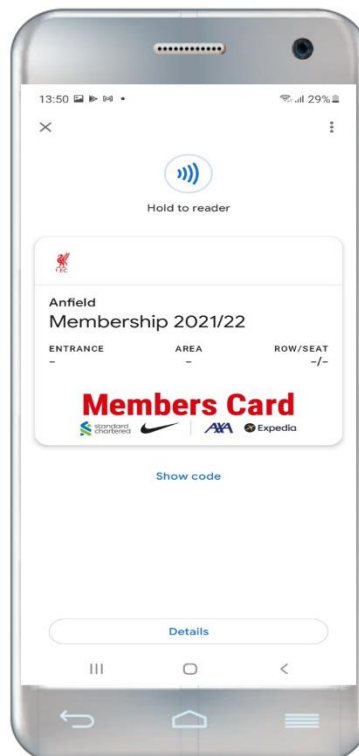 13:50
29%
Hold to reader
L.F.C.
Anfield
Membership 2021/22
ENTRANCE AREA ROW/SEAT
- - -/-
Members Card
standard chartered AXA Expedia
Show code
Details